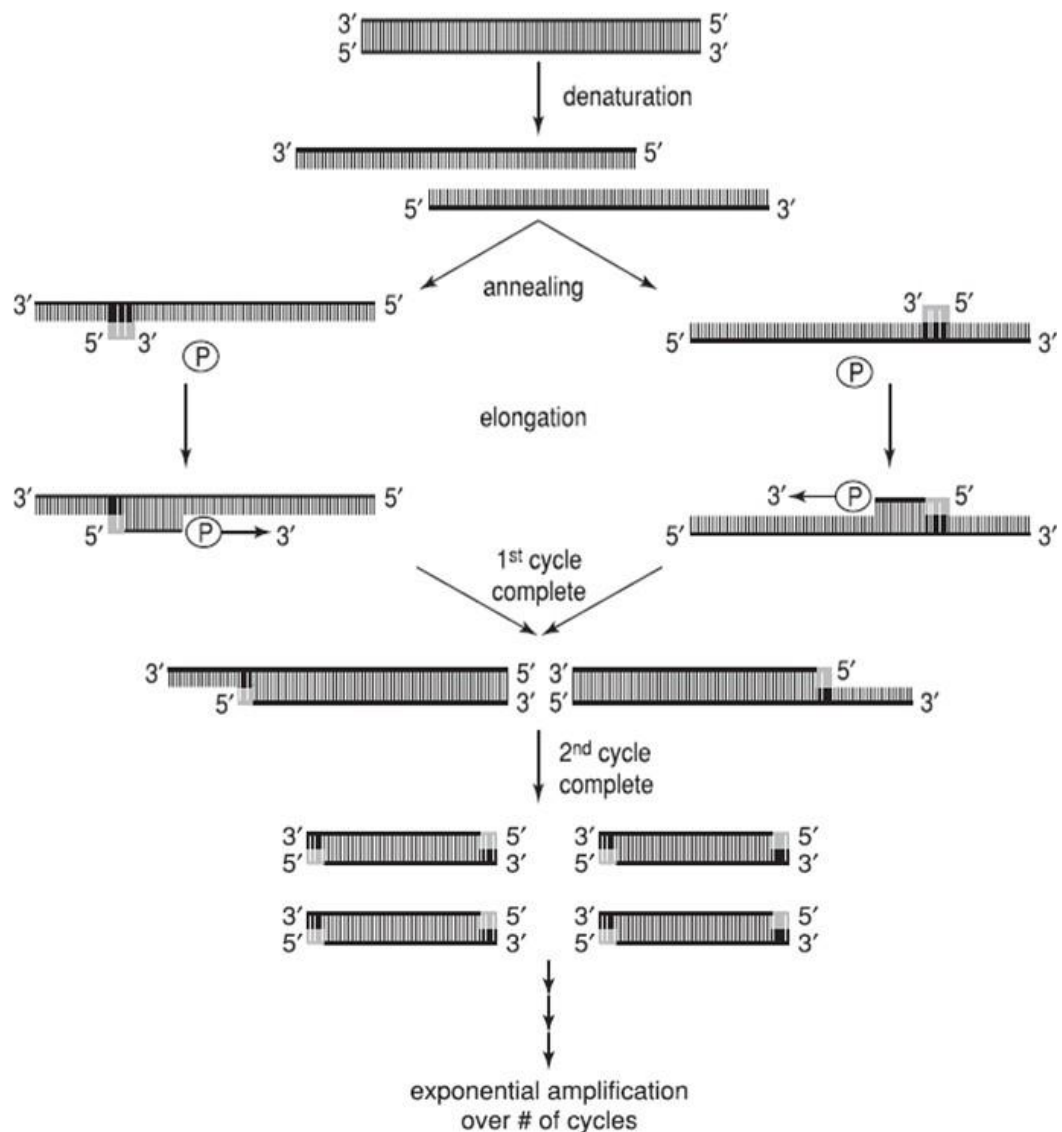 3′ 5′
5′ 3′
denaturation
3′ 5′
5′ 3′
annealing
3′ 5′
5′ 3′
P
3′ 5′
5′ 3′
P
elongation
3′ 5′
5′ P 3′
3′ P 5′
5′ 3′
1st cycle
complete
3′ 5′ 3′ 5′
5′ 3′ 5′ 3′
2nd cycle
complete
3′ 5′ 3′ 5′
5′ 3′ 5′ 3′
3′ 5′ 3′ 5′
5′ 3′ 5′ 3′
exponential amplification
over # of cycles